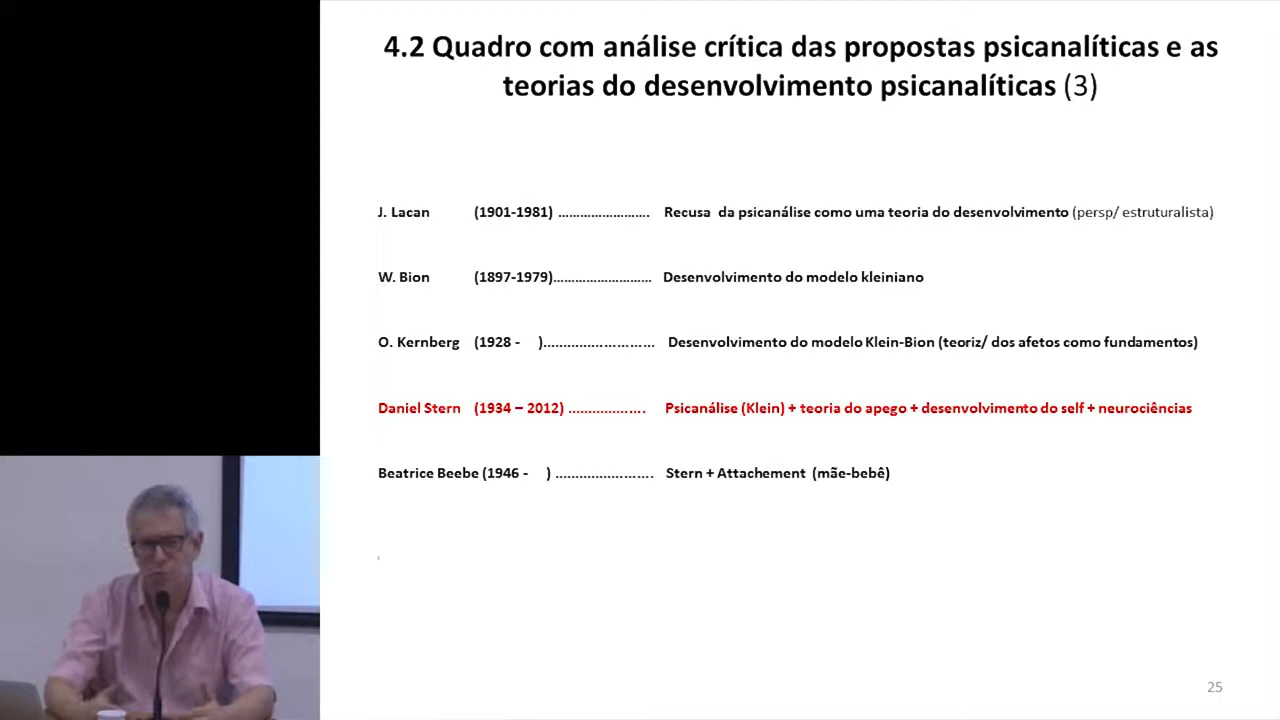 4.2 Quadro com análise crítica das propostas psicanalíticas e as
teorias do desenvolvimento psicanalíticas (3)
J. Lacan (1901-1981) ……………………. Recusa da psicanálise como uma teoria do desenvolvimento (persp/ estruturalista)
W. Bion (1897-1979)……………………… Desenvolvimento do modelo kleiniano
O. Kernberg (1928 - )………………………… Desenvolvimento do modelo Klein-Bion (teoriz/ dos afetos como fundamentos)
Daniel Stern (1934 – 2012) ………………. Psicanálise (Klein) + teoria do apego + desenvolvimento do self + neurociências
Beatrice Beebe (1946 - ) ……………………. Stern + Attachement (mãe-bebê)
25